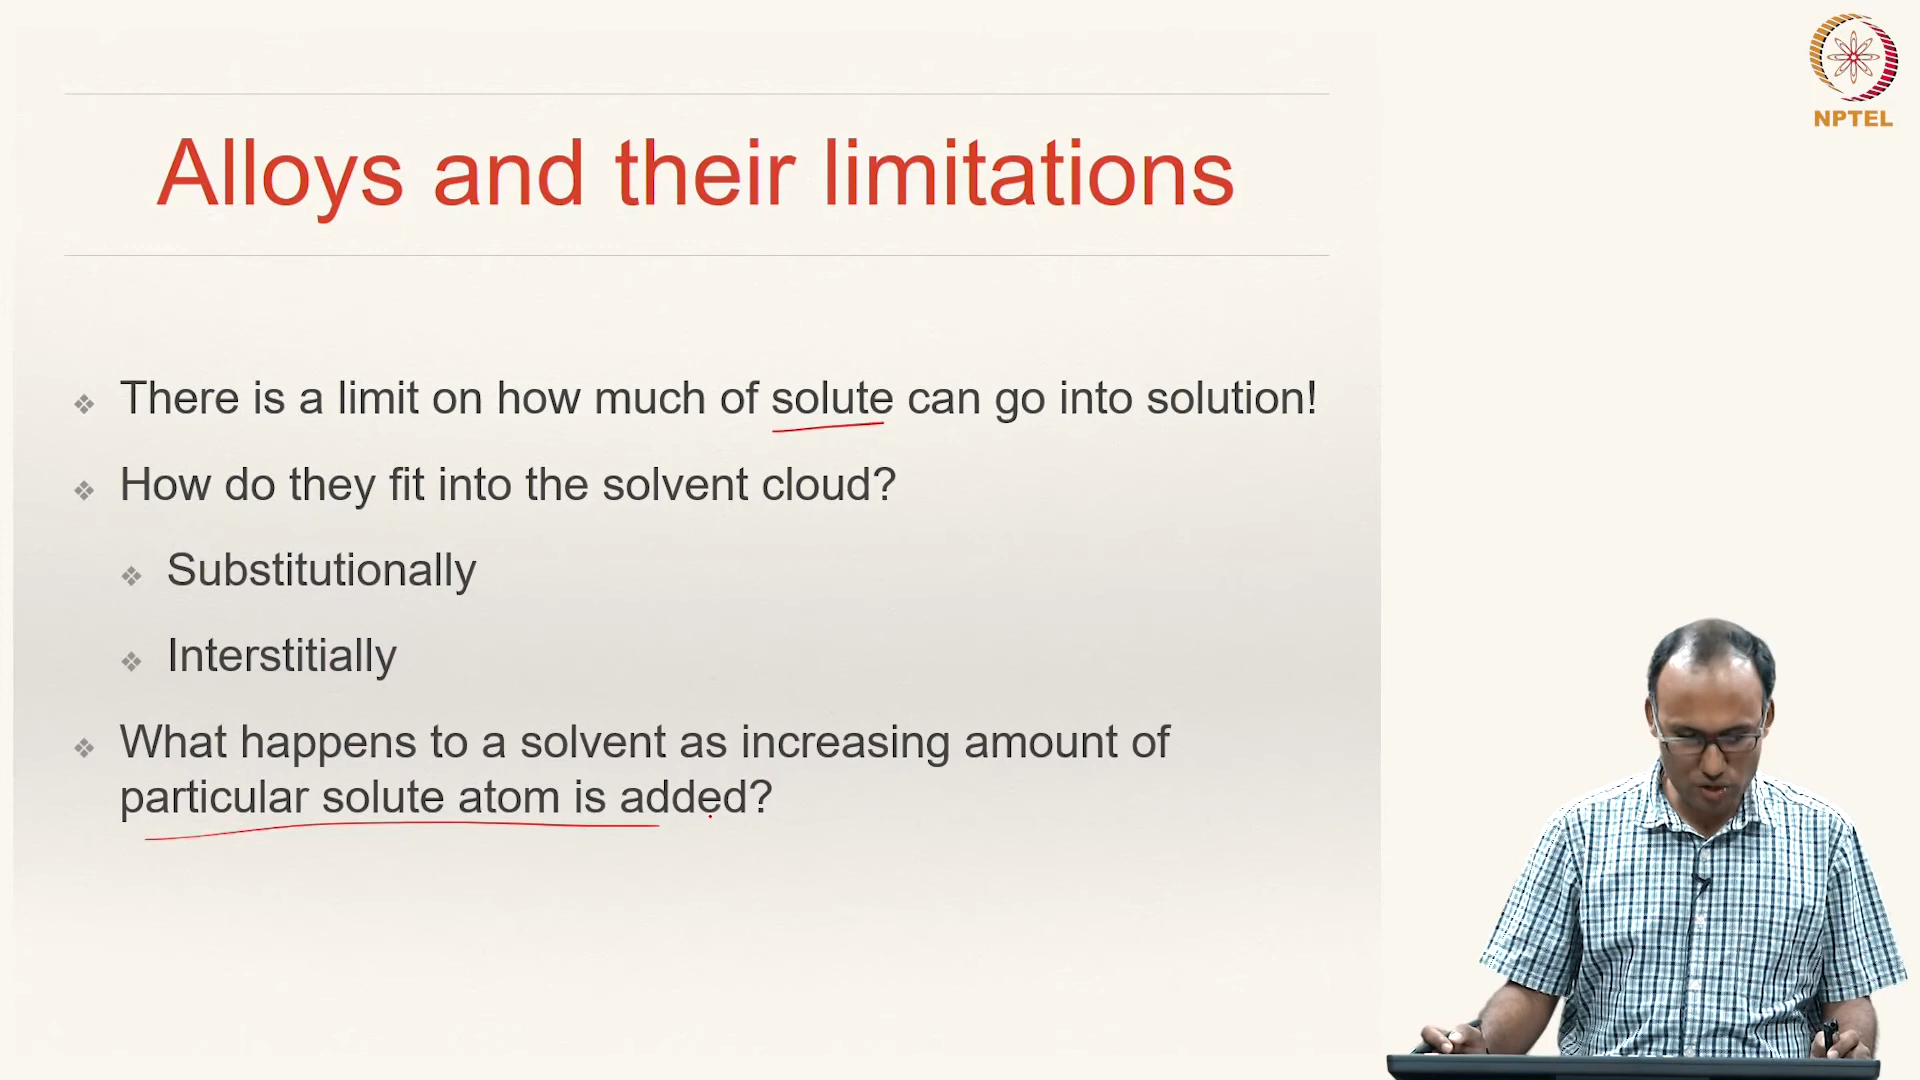 NPTEL
Alloys and their limitations
❖ There is a limit on how much of solute can go into solution!
❖ How do they fit into the solvent cloud?
❖ Substitutionally
❖ Interstitially
❖ What happens to a solvent as increasing amount of
particular solute atom is added?